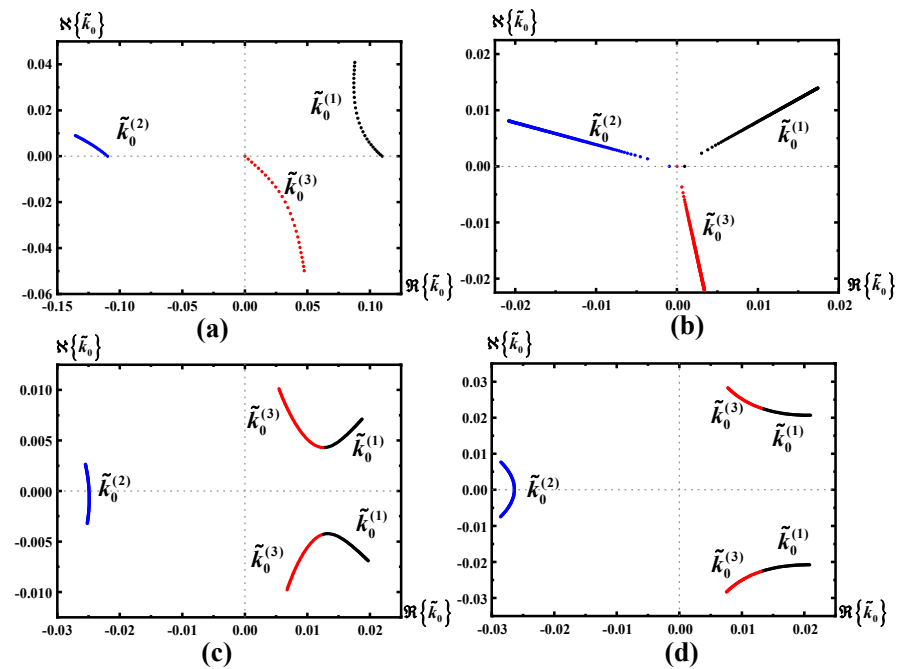 ℵ{k̃₀}
0.04
k̃₀⁽¹⁾
0.02
k̃₀⁽²⁾
0.00
k̃₀⁽³⁾
-0.02
-0.04
-0.06
-0.15 -0.10 -0.05 0.00 0.05 0.10 ℜ{k̃₀}
(a)
ℵ{k̃₀}
0.02
0.01
k̃₀⁽²⁾ k̃₀⁽¹⁾
0.00
k̃₀⁽³⁾
-0.01
-0.02
-0.02 -0.01 0.00 0.01 0.02
ℜ{k̃₀}
(b)
ℵ{k̃₀}
0.010
k̃₀⁽³⁾ k̃₀⁽¹⁾
0.005
0.000
k̃₀⁽²⁾
k̃₀⁽¹⁾
-0.005
k̃₀⁽³⁾
-0.010
-0.03 -0.02 -0.01 0.00 0.01 0.02 ℜ{k̃₀}
(c)
ℵ{k̃₀}
0.03
k̃₀⁽³⁾
0.02
k̃₀⁽¹⁾
0.01
k̃₀⁽²⁾
0.00
-0.01
k̃₀⁽¹⁾
-0.02
k̃₀⁽³⁾
-0.03
-0.03 -0.02 -0.01 0.00 0.01 0.02 ℜ{k̃₀}
(d)